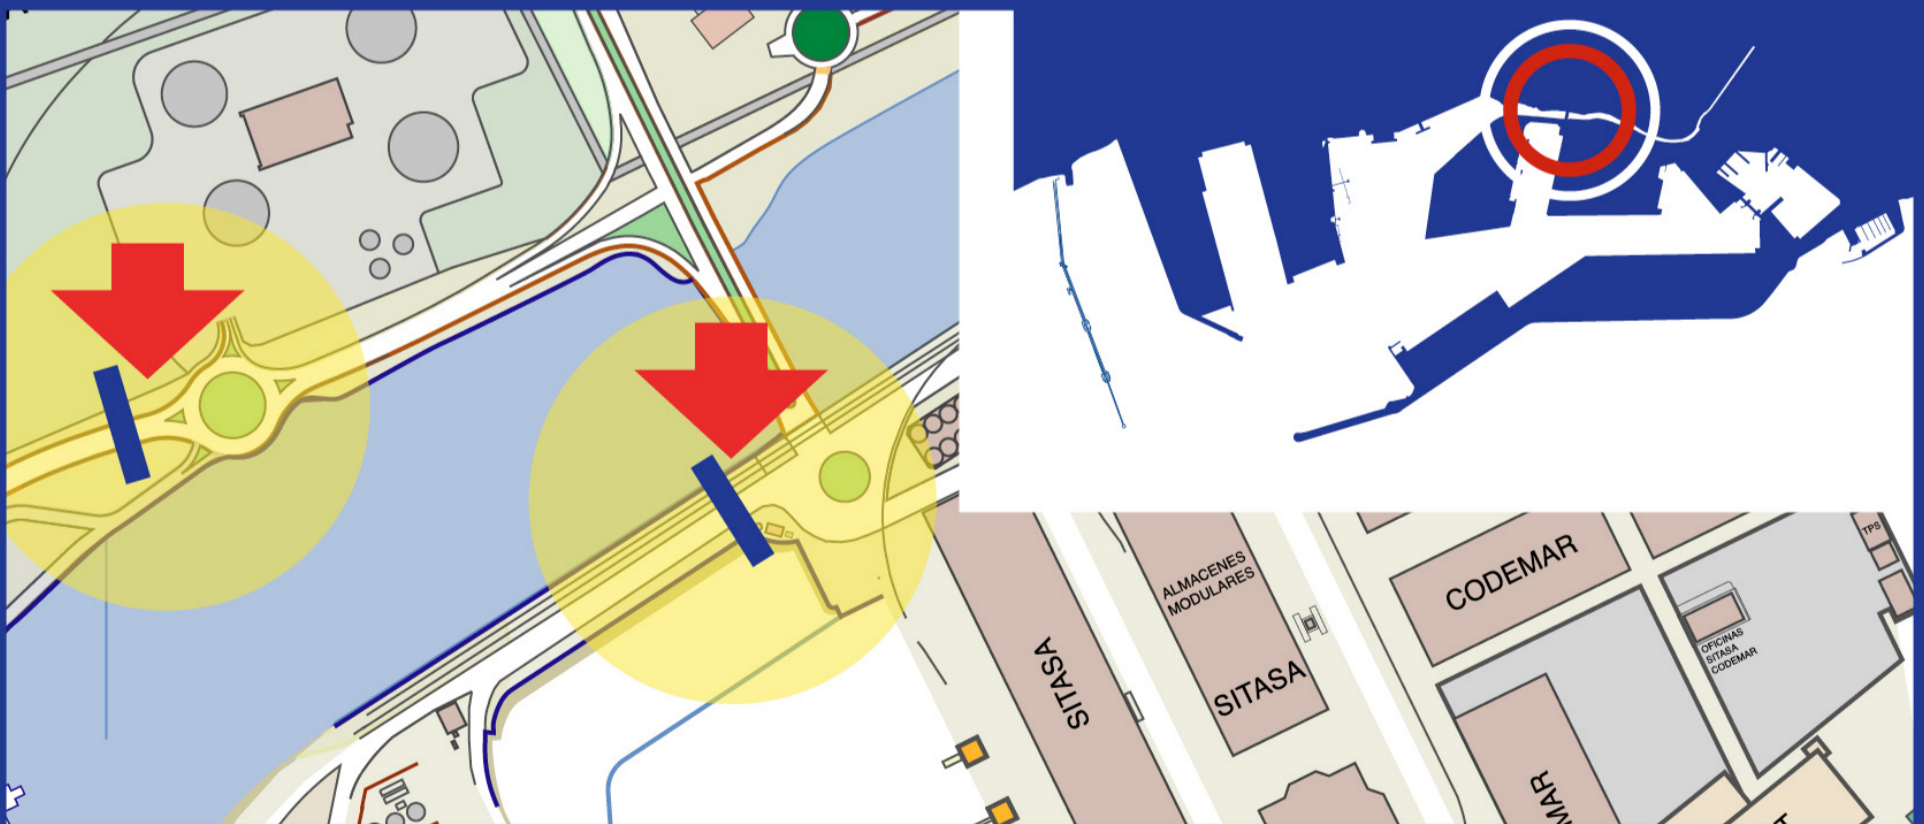 TPS
CODEMAR
ALMACENES
MODULARES
OFICINAS
SITASA
CODEMAR
SITASA
SITASA
MAR
T